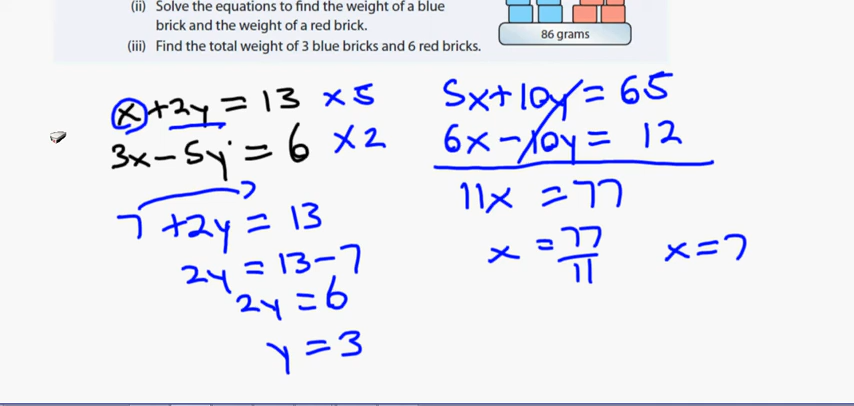 (ii) Solve the equations to find the weight of a blue
brick and the weight of a red brick.
(iii) Find the total weight of 3 blue bricks and 6 red bricks.
86 grams
x + 2y = 13 × 5
3x − 5y = 6 × 2
7 + 2y = 13
2y = 13 − 7
2y = 6
y = 3
5x + 10y = 65
6x − 10y = 12
11x = 77
x = 77/11 x = 7